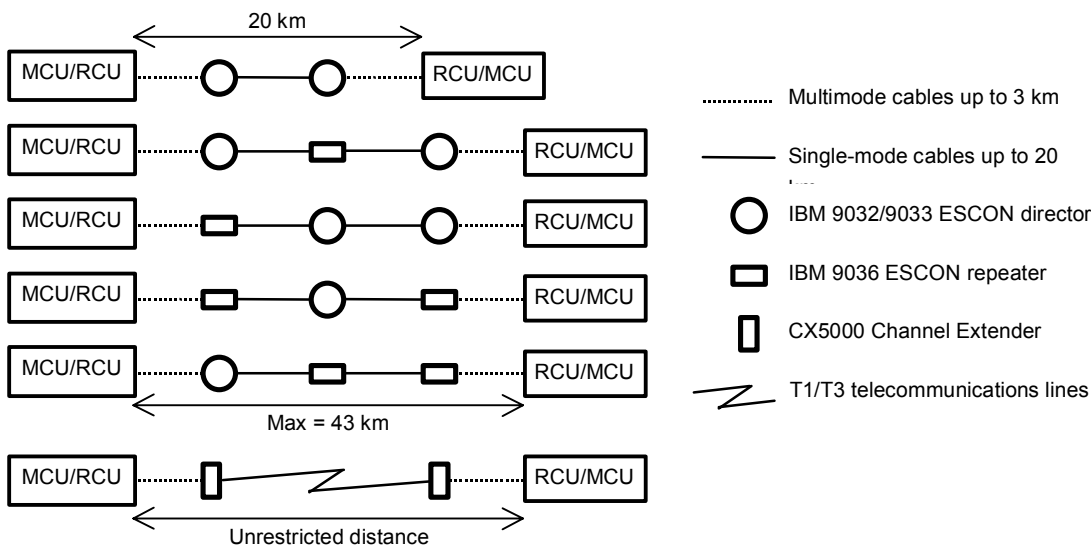 20 km
MCU/RCU RCU/MCU
MCU/RCU RCU/MCU
MCU/RCU RCU/MCU
MCU/RCU RCU/MCU
MCU/RCU RCU/MCU
Max = 43 km
MCU/RCU RCU/MCU
Unrestricted distance
Multimode cables up to 3 km
Single-mode cables up to 20
IBM 9032/9033 ESCON director
IBM 9036 ESCON repeater
CX5000 Channel Extender
T1/T3 telecommunications lines